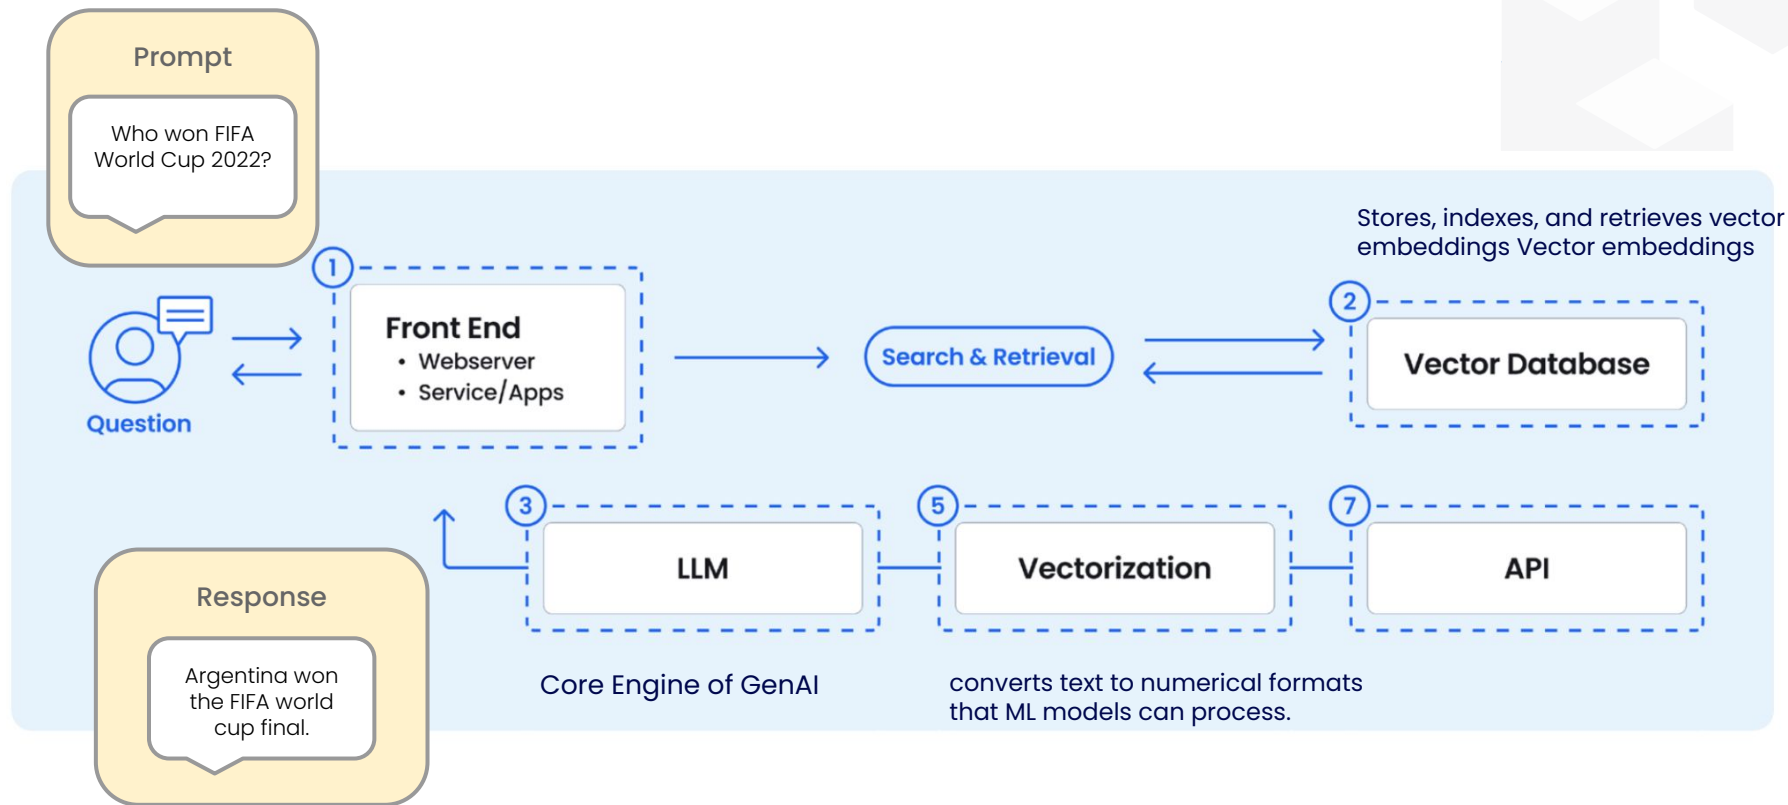 Prompt
Who won FIFA
World Cup 2022?
Stores, indexes, and retrieves vector
embeddings Vector embeddings
1
Front End
• Webserver
• Service/Apps
Question
Search & Retrieval
2
Vector Database
3
LLM
5
Vectorization
7
API
Core Engine of GenAI
converts text to numerical formats
that ML models can process.
Response
Argentina won
the FIFA world
cup final.